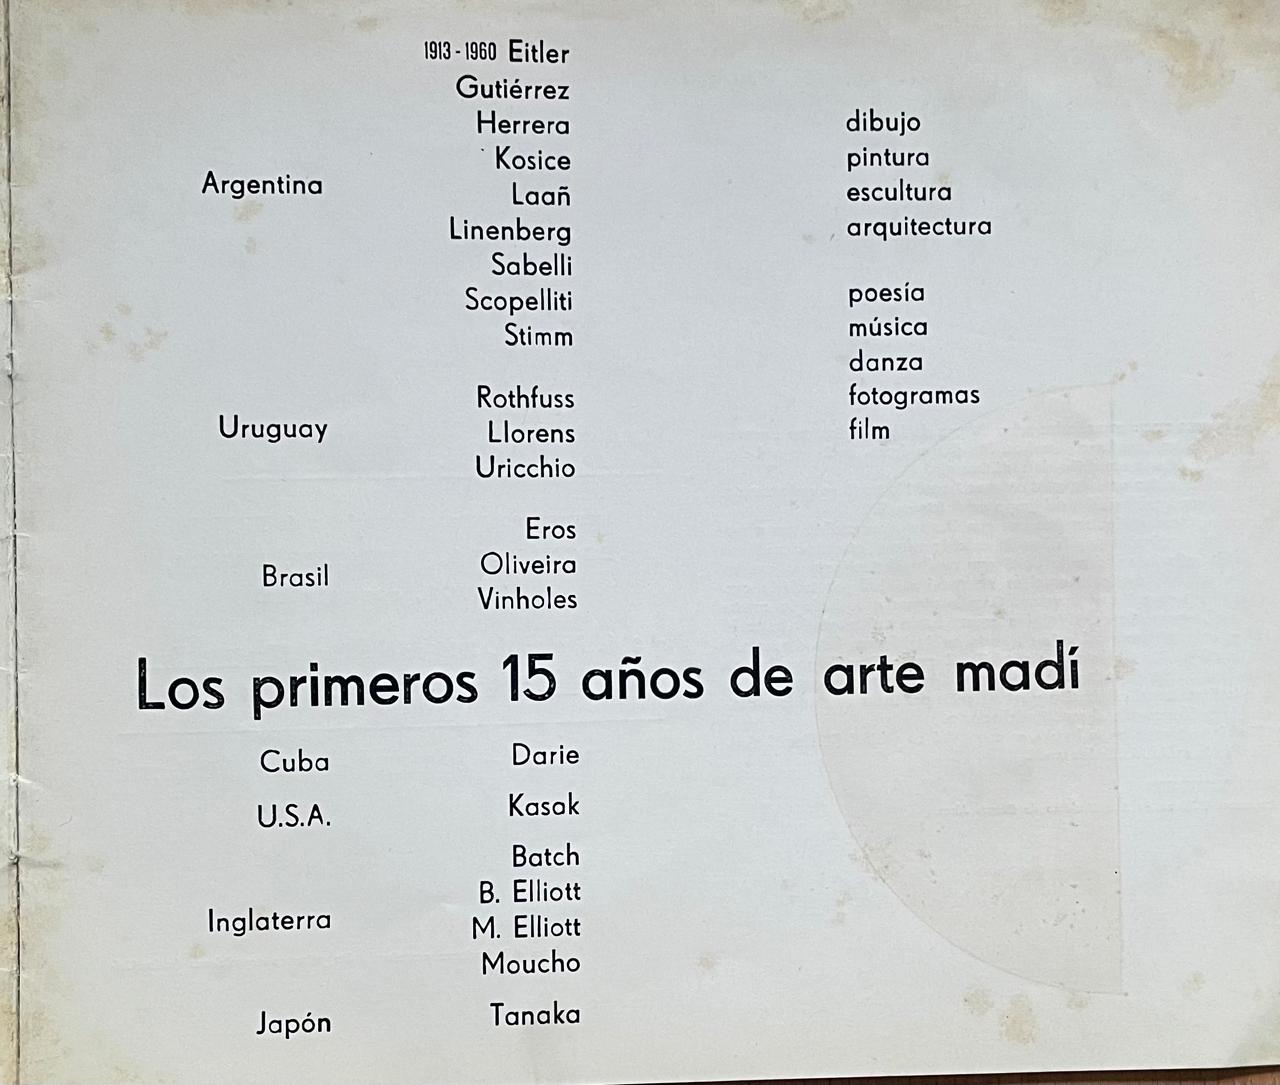 1913 - 1960 Eitler
Gutiérrez
Herrera
Kosice
Argentina
Laañ
Linenberg
Sabelli
Scopelliti
Stimm
Rothfuss
Uruguay
Llorens
Uricchio
Eros
Brasil
Oliveira
Vinholes
dibujo
pintura
escultura
arquitectura
poesía
música
danza
fotogramas
film
Los primeros 15 años de arte madí
Cuba Darie
U.S.A. Kasak
Batch
B. Elliott
Inglaterra
M. Elliott
Moucho
Japón Tanaka